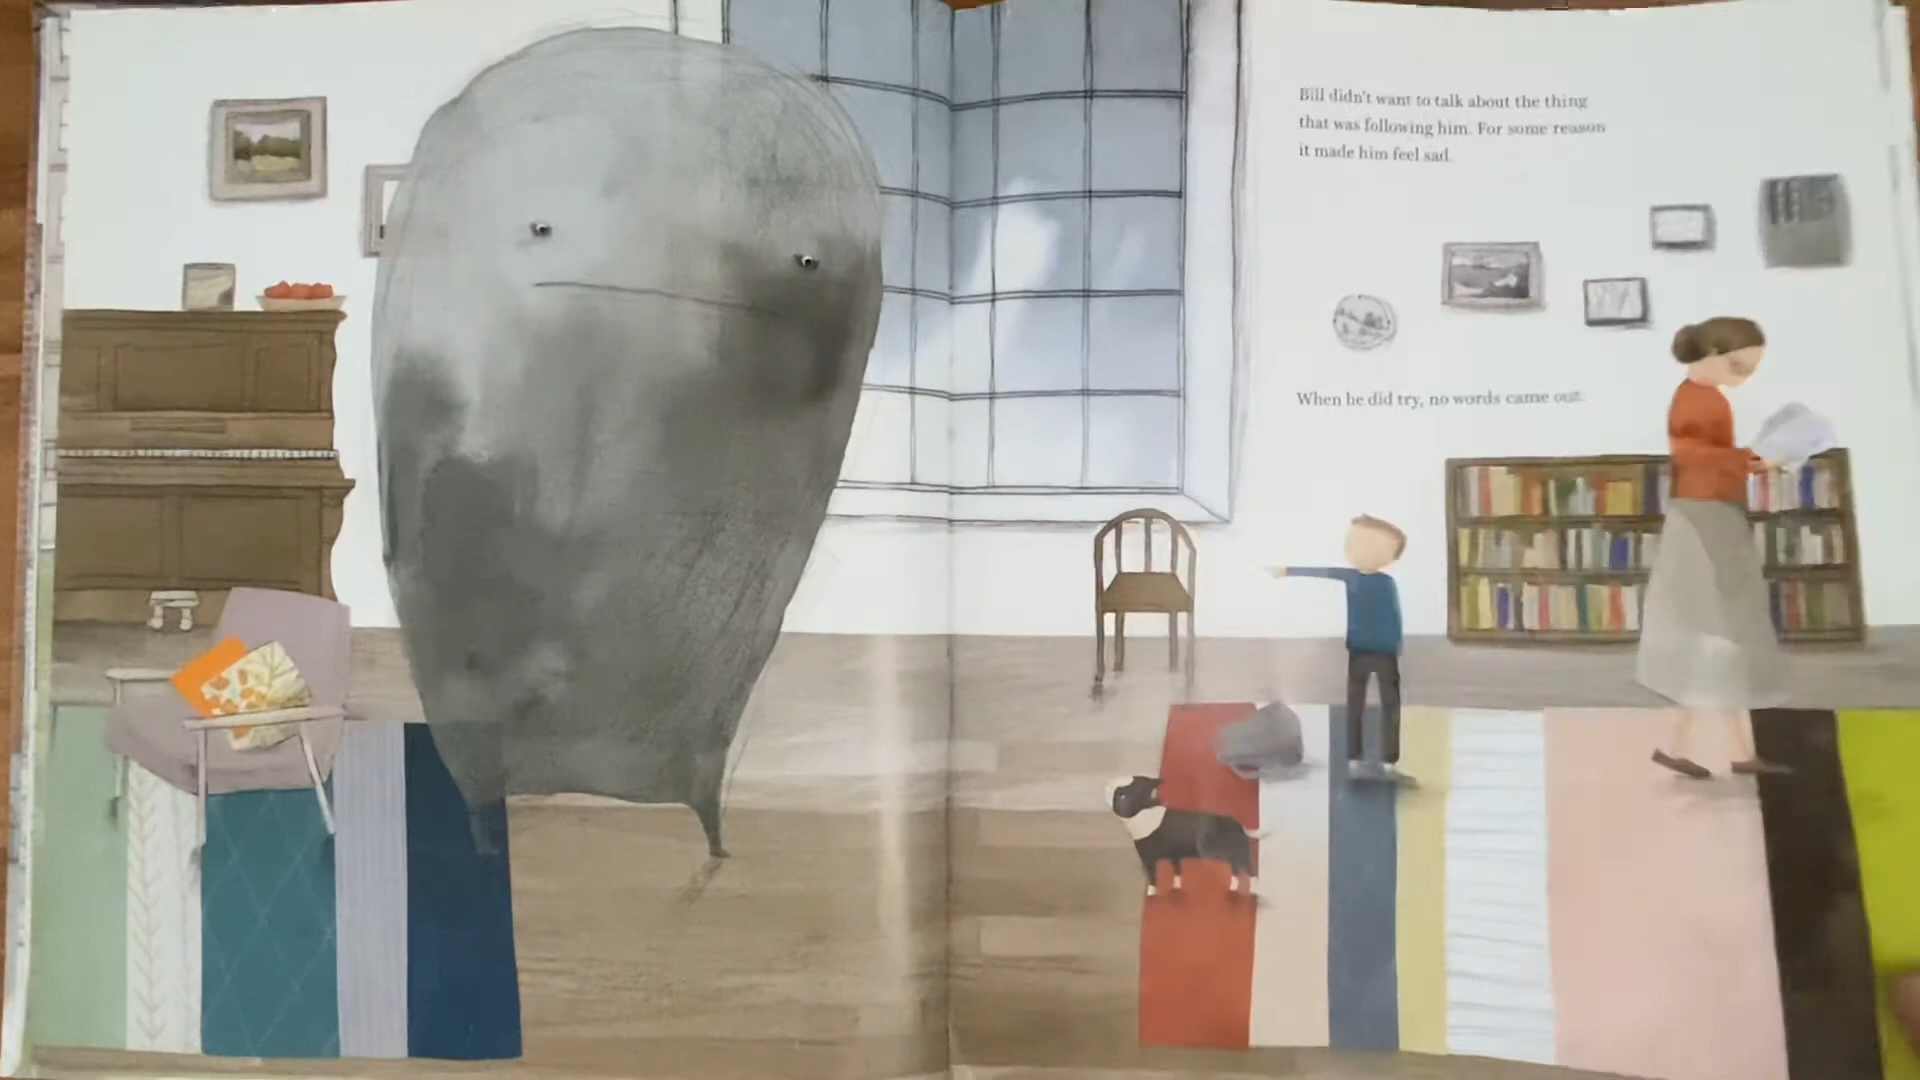 Bill didn't want to talk about the thing
that was following him. For some reason
it made him feel sad.
When he did try, no words came out.